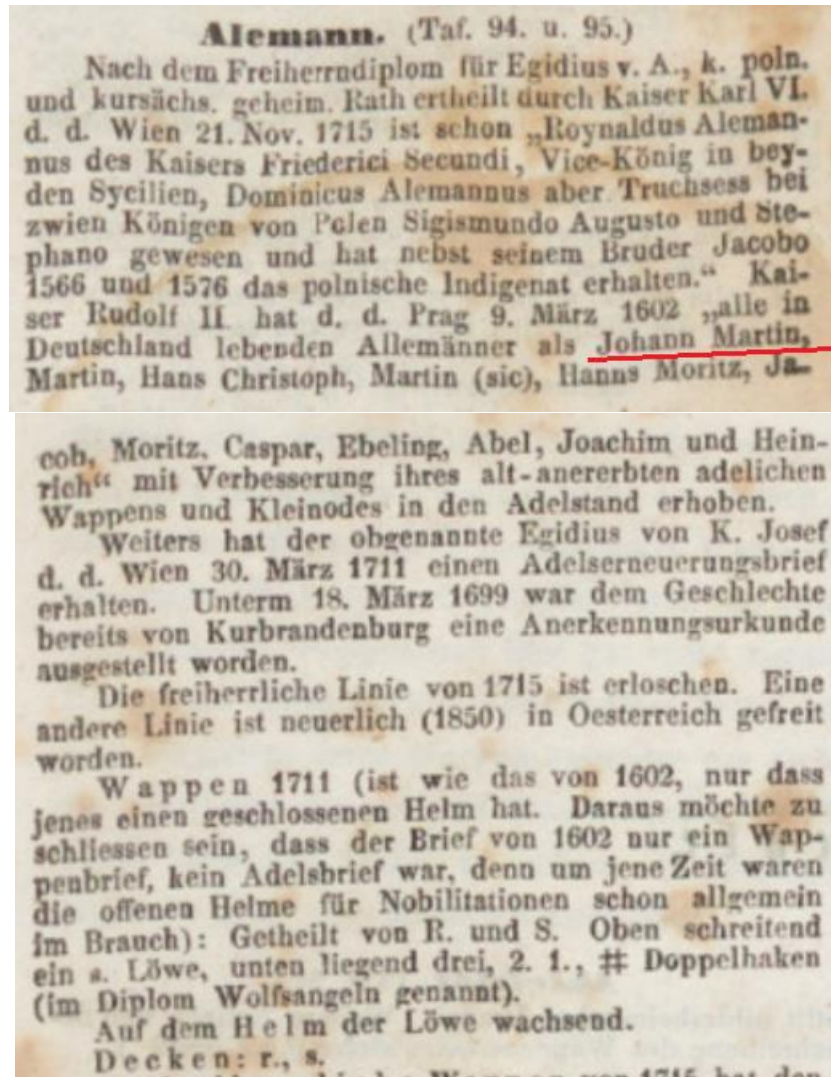 Alemann. (Taf. 94. u. 95.)
Nach dem Freiherrndiplom für Egidius v. A., k. poln.
und kursächs. geheim. Rath ertheilt durch Kaiser Karl VI.
d. d. Wien 21. Nov. 1715 ist schon „Roynaldus Aleman-
nus des Kaisers Friederici Secundi, Vice-König in bey-
den Sycilien, Dominicus Alemannus aber Truchsess bei
zwien Königen von Polen Sigismundo Augusto und Ste-
phano gewesen und hat nebst seinem Bruder Jacobo
1566 und 1576 das polnische Indigenat erhalten.“ Kai-
ser Rudolf II. hat d. d. Prag 9. März 1602 „alle in
Deutschland lebenden Allemänner als Johann Martin,
Martin, Hans Christoph, Martin (sic), Hanns Moritz, Ja-
cob, Moritz, Caspar, Ebeling, Abel, Joachim und Hein-
rich“ mit Verbesserung ihres alt-anererbten adelichen
Wappens und Kleinodes in den Adelstand erhoben.
Weiters hat der obgenannte Egidius von K. Josef
d. d. Wien 30. März 1711 einen Adelserneuerungsbrief
erhalten. Unterm 18. März 1699 war dem Geschlechte
bereits von Kurbrandenburg eine Anerkennungsurkunde
ausgestellt worden.
Die freiherrliche Linie von 1715 ist erloschen. Eine
andere Linie ist neuerlich (1850) in Oesterreich gefreit
worden.
Wappen 1711 (ist wie das von 1602, nur dass
jenes einen geschlossenen Helm hat. Daraus möchte zu
schliessen sein, dass der Brief von 1602 nur ein Wap-
penbrief, kein Adelsbrief war, denn um jene Zeit waren
die offenen Helme für Nobilitationen schon allgemein
im Brauch): Getheilt von R. und S. Oben schreitend
ein s. Löwe, unten liegend drei, 2. 1., # Doppelhaken
(im Diplom Wolfsangeln genannt).
Auf dem Helm der Löwe wachsend.
Decken: r., s.
Wappen von 1715 hat den